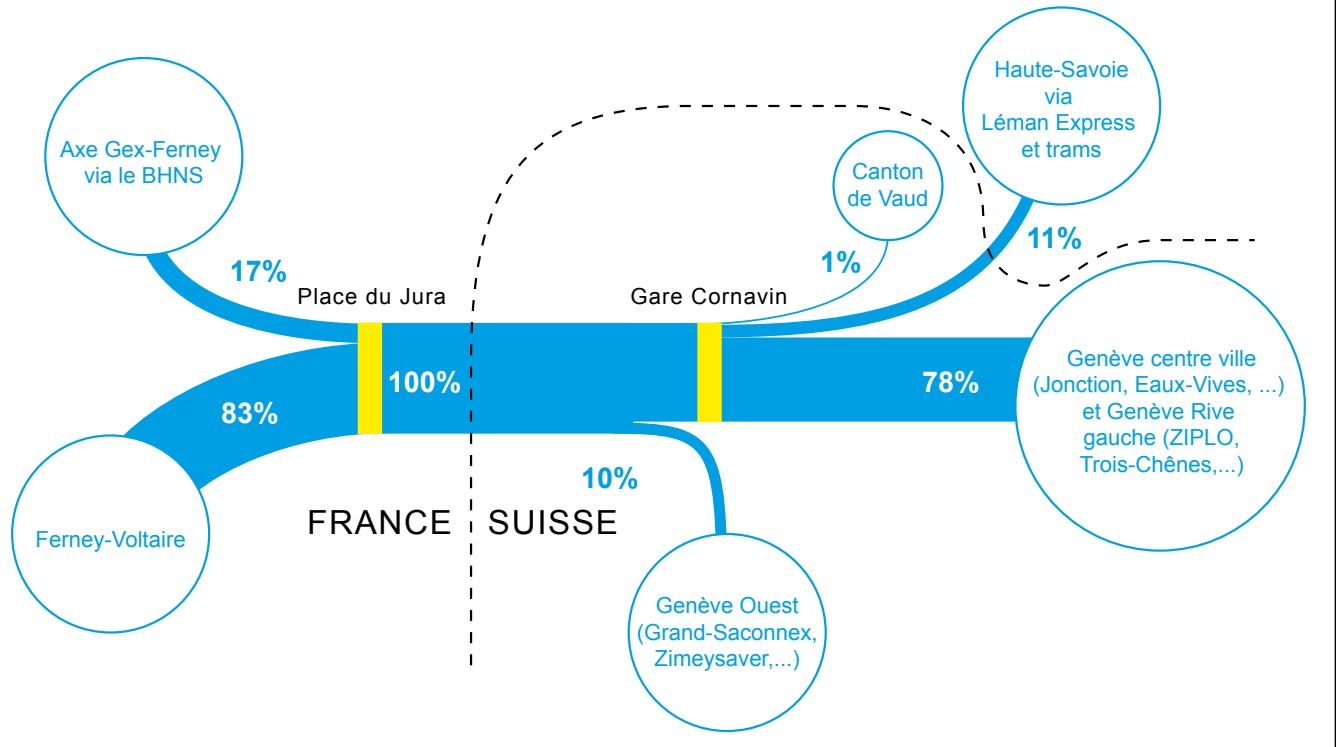 Haute-Savoie
via
Léman Express
et trams
Axe Gex-Ferney
via le BHNS
Canton
de Vaud
17%
1%
11%
Place du Jura
Gare Cornavin
Genève centre ville
(Jonction, Eaux-Vives, ...)
et Genève Rive
gauche (ZIPLO,
Trois-Chênes,...)
100%
78%
83%
10%
FRANCE
SUISSE
Ferney-Voltaire
Genève Ouest
(Grand-Saconnex,
Zimeysaver,...)